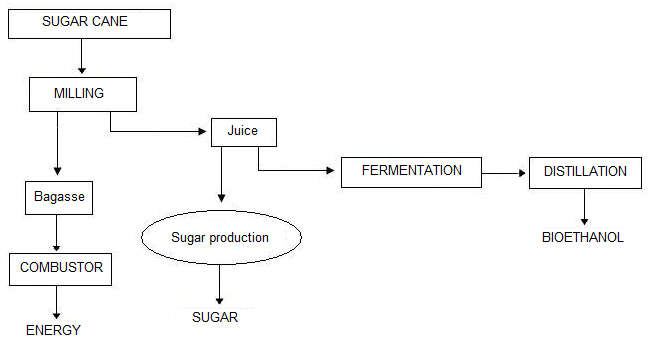 SUGAR CANE
MILLING
Juice
FERMENTATION
DISTILLATION
Bagasse
Sugar production
BIOETHANOL
COMBUSTOR
SUGAR
ENERGY